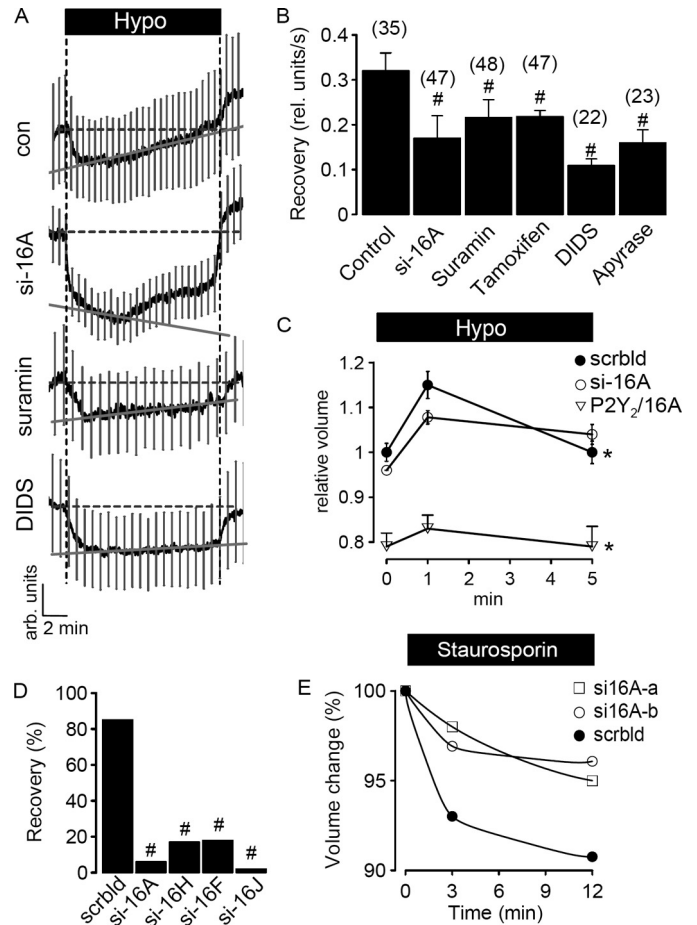 A
Hypo
con
si-16A
suramin
DIDS
arb. units
2 min
B
Recovery (rel. units/s)
0.4
0.3
0.2
0.1
0
(35)
(47)
#
(48)
#
(47)
#
(22)
#
(23)
#
Control
si-16A
Suramin
Tamoxifen
DIDS
Apyrase
C
Hypo
scrbld
si-16A
P2Y₂/16A
relative volume
1.2
1.1
1
0.9
0.8
*
*
0 1 2 3 4 5
min
D
Recovery (%)
100
80
60
40
20
0
# # # #
scrbld
si-16A
si-16H
si-16F
si-16J
Staurosporin
E
Volume change (%)
100
95
90
si16A-a
si16A-b
scrbld
0 3 6 9 12
Time (min)